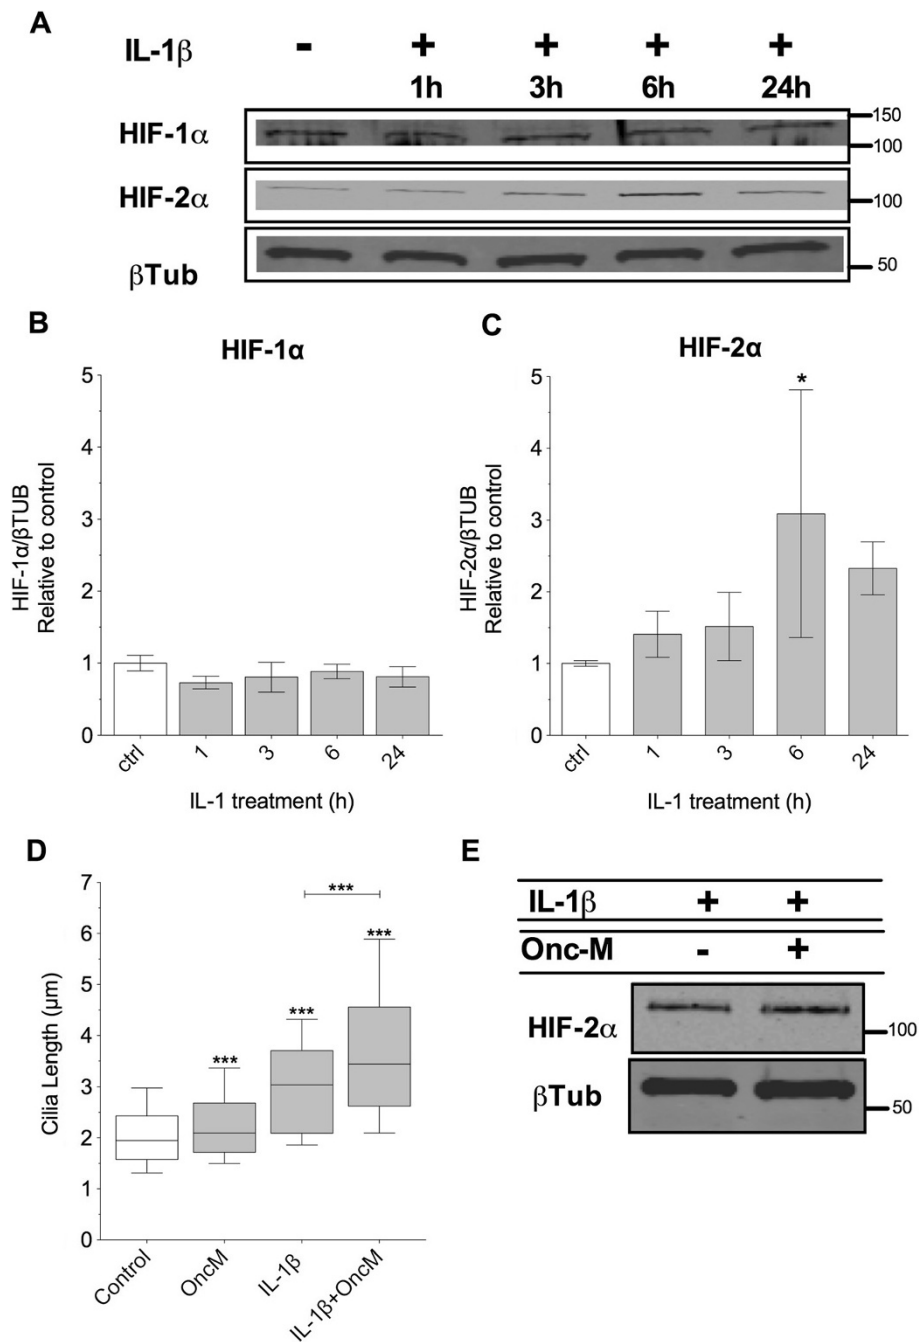 A
IL-1β - + + + +
1h 3h 6h 24h
HIF-1α 150
100
HIF-2α 100
βTub 50
B
HIF-1α
HIF-1α/βTUB
Relative to control
5
4
3
2
1
0
ctrl 1 3 6 24
IL-1 treatment (h)
C
HIF-2α
HIF-2α/βTUB
Relative to control
5
4
3
2
1
0
*
ctrl 1 3 6 24
IL-1 treatment (h)
D
Cilia Length (μm)
7
6
5
4
3
2
1
0
***
***
***
***
Control OncM IL-1β IL-1β+OncM
E
IL-1β + +
Onc-M - +
HIF-2α 100
βTub 50